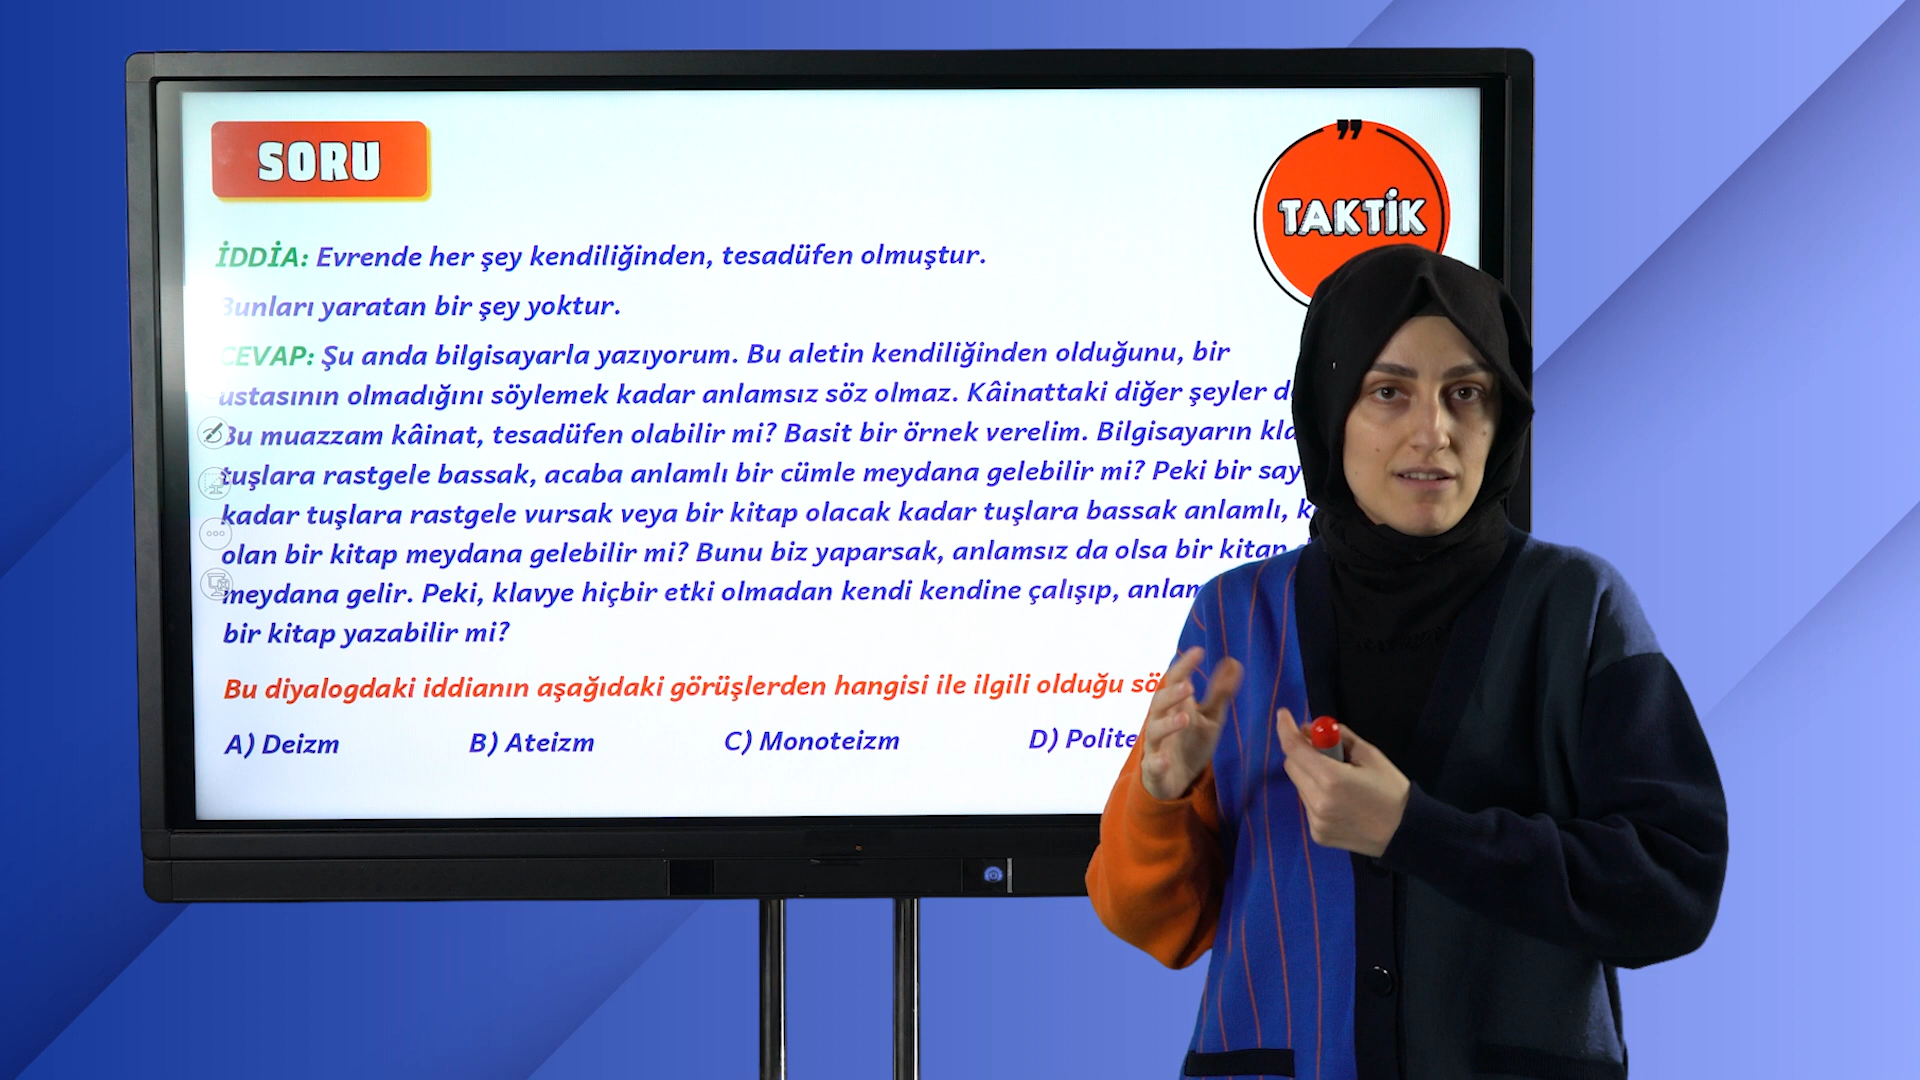 SORU
TAKTİK
İDDİA: Evrende her şey kendiliğinden, tesadüfen olmuştur.
Bunları yaratan bir şey yoktur.
CEVAP: Şu anda bilgisayarla yazıyorum. Bu aletin kendiliğinden olduğunu, bir
ustasının olmadığını söylemek kadar anlamsız söz olmaz. Kâinattaki diğer şeyler
Bu muazzam kâinat, tesadüfen olabilir mi? Basit bir örnek verelim. Bilgisayarın
tuşlara rastgele bassak, acaba anlamlı bir cümle meydana gelebilir mi? Peki bir
kadar tuşlara rastgele vursak veya bir kitap olacak kadar tuşlara bassak anlamlı,
olan bir kitap meydana gelebilir mi? Bunu biz yaparsak, anlamsız da olsa bir kitap
meydana gelir. Peki, klavye hiçbir etki olmadan kendi kendine çalışıp,
bir kitap yazabilir mi?
Bu diyalogdaki iddianın aşağıdaki görüşlerden hangisi ile ilgili olduğu
A) Deizm B) Ateizm C) Monoteizm D)